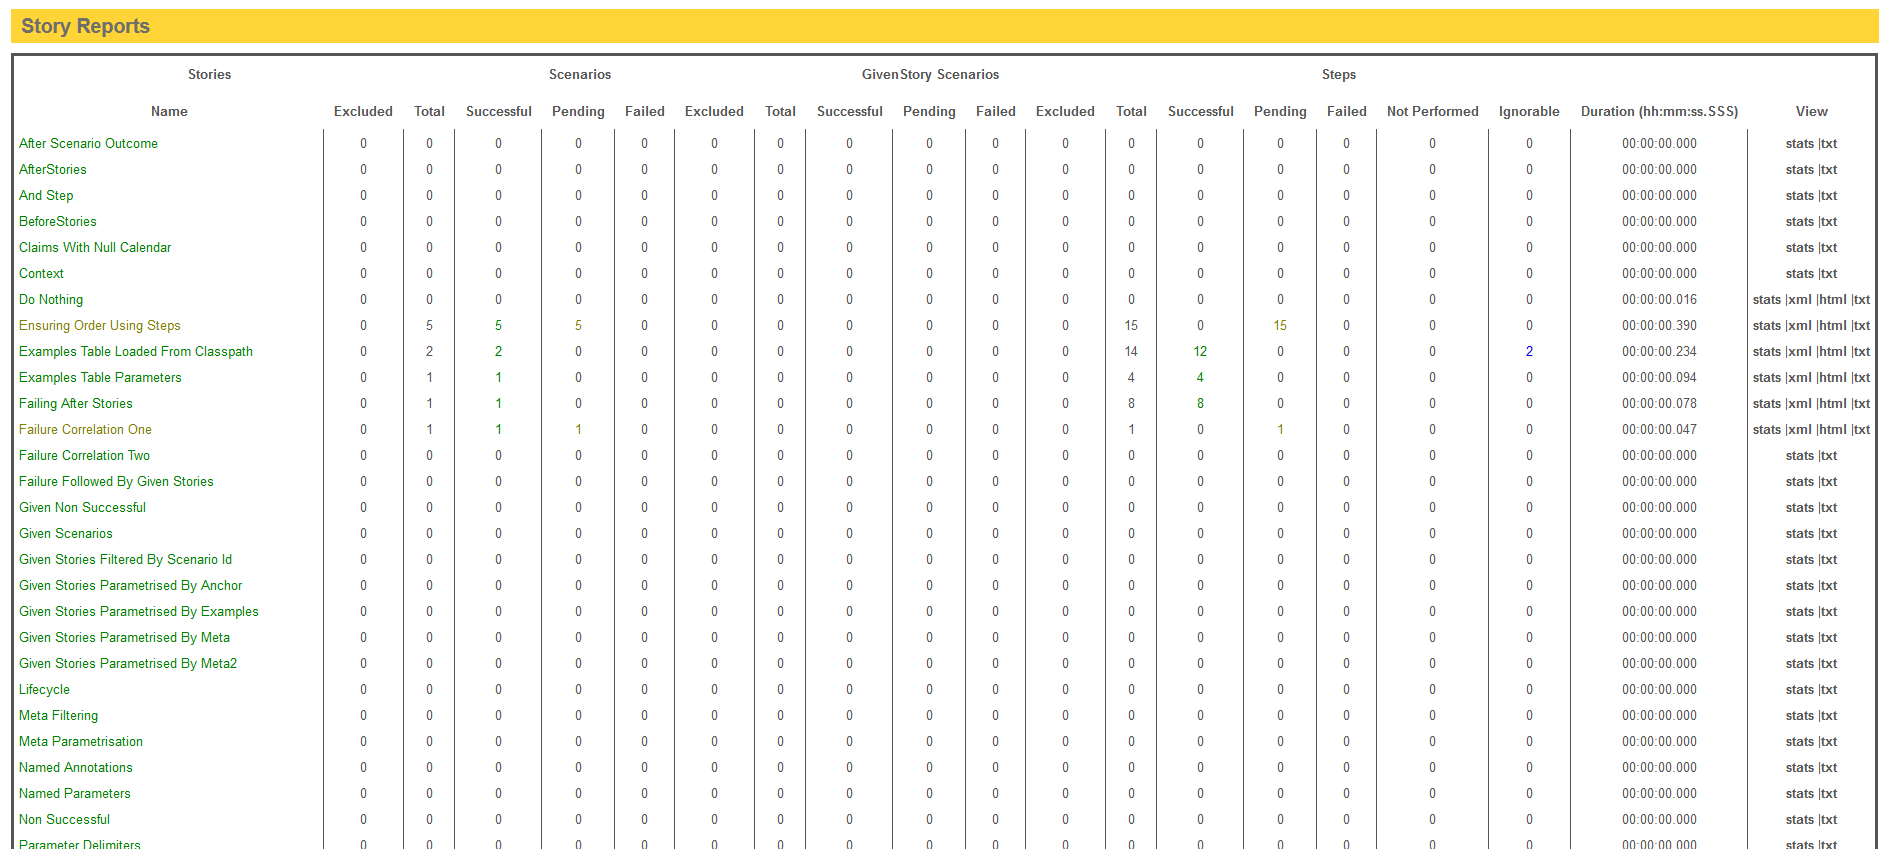 Story Reports
Stories Scenarios GivenStory Scenarios Steps
Name Excluded Total Successful Pending Failed Excluded Total Successful Pending Failed Excluded Total Successful Pending Failed Not Performed Ignorable Duration (hh:mm:ss.SSS) View
After Scenario Outcome 0 0 0 0 0 0 0 0 0 0 0 0 0 0 0 0 0 00:00:00.000 stats |txt
AfterStories 0 0 0 0 0 0 0 0 0 0 0 0 0 0 0 0 0 00:00:00.000 stats |txt
And Step 0 0 0 0 0 0 0 0 0 0 0 0 0 0 0 0 0 00:00:00.000 stats |txt
BeforeStories 0 0 0 0 0 0 0 0 0 0 0 0 0 0 0 0 0 00:00:00.000 stats |txt
Claims With Null Calendar 0 0 0 0 0 0 0 0 0 0 0 0 0 0 0 0 0 00:00:00.000 stats |txt
Context 0 0 0 0 0 0 0 0 0 0 0 0 0 0 0 0 0 00:00:00.000 stats |txt
Do Nothing 0 0 0 0 0 0 0 0 0 0 0 0 0 0 0 0 0 00:00:00.016 stats |xml |html |txt
Ensuring Order Using Steps 0 5 5 5 0 0 0 0 0 0 0 15 0 15 0 0 0 00:00:00.390 stats |xml |html |txt
Examples Table Loaded From Classpath 0 2 2 0 0 0 0 0 0 0 0 14 12 0 0 0 2 00:00:00.234 stats |xml |html |txt
Examples Table Parameters 0 1 1 0 0 0 0 0 0 0 0 4 4 0 0 0 0 00:00:00.094 stats |xml |html |txt
Failing After Stories 0 1 1 0 0 0 0 0 0 0 0 8 8 0 0 0 0 00:00:00.078 stats |xml |html |txt
Failure Correlation One 0 1 1 1 0 0 0 0 0 0 0 1 0 1 0 0 0 00:00:00.047 stats |xml |html |txt
Failure Correlation Two 0 0 0 0 0 0 0 0 0 0 0 0 0 0 0 0 0 00:00:00.000 stats |txt
Failure Followed By Given Stories 0 0 0 0 0 0 0 0 0 0 0 0 0 0 0 0 0 00:00:00.000 stats |txt
Given Non Successful 0 0 0 0 0 0 0 0 0 0 0 0 0 0 0 0 0 00:00:00.000 stats |txt
Given Scenarios 0 0 0 0 0 0 0 0 0 0 0 0 0 0 0 0 0 00:00:00.000 stats |txt
Given Stories Filtered By Scenario Id 0 0 0 0 0 0 0 0 0 0 0 0 0 0 0 0 0 00:00:00.000 stats |txt
Given Stories Parametrised By Anchor 0 0 0 0 0 0 0 0 0 0 0 0 0 0 0 0 0 00:00:00.000 stats |txt
Given Stories Parametrised By Examples 0 0 0 0 0 0 0 0 0 0 0 0 0 0 0 0 0 00:00:00.000 stats |txt
Given Stories Parametrised By Meta 0 0 0 0 0 0 0 0 0 0 0 0 0 0 0 0 0 00:00:00.000 stats |txt
Given Stories Parametrised By Meta2 0 0 0 0 0 0 0 0 0 0 0 0 0 0 0 0 0 00:00:00.000 stats |txt
Lifecycle 0 0 0 0 0 0 0 0 0 0 0 0 0 0 0 0 0 00:00:00.000 stats |txt
Meta Filtering 0 0 0 0 0 0 0 0 0 0 0 0 0 0 0 0 0 00:00:00.000 stats |txt
Meta Parametrisation 0 0 0 0 0 0 0 0 0 0 0 0 0 0 0 0 0 00:00:00.000 stats |txt
Named Annotations 0 0 0 0 0 0 0 0 0 0 0 0 0 0 0 0 0 00:00:00.000 stats |txt
Named Parameters 0 0 0 0 0 0 0 0 0 0 0 0 0 0 0 0 0 00:00:00.000 stats |txt
Non Successful 0 0 0 0 0 0 0 0 0 0 0 0 0 0 0 0 0 00:00:00.000 stats |txt
Parameter Delimiters 0 0 0 0 0 0 0 0 0 0 0 0 0 0 0 0 0 00:00:00.000 stats |txt